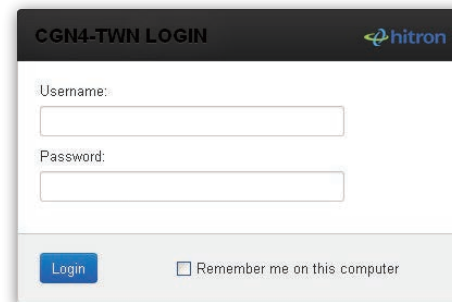 CGN4-TWN LOGIN
hitron
Username:
Password:
Login
Remember me on this computer